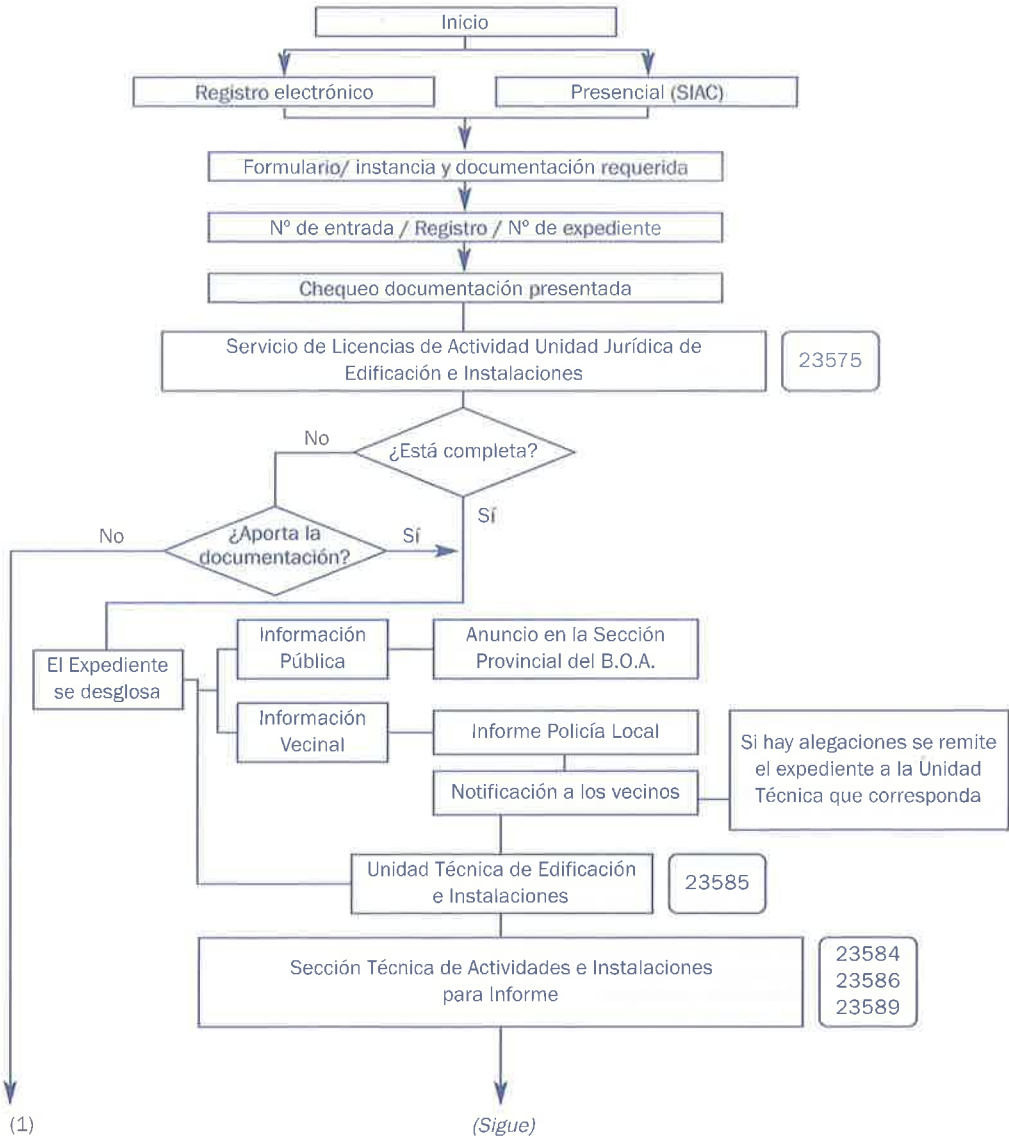 Inicio
Registro electrónico
Presencial (SIAC)
Formulario/ instancia y documentación requerida
Nº de entrada / Registro / Nº de expediente
Chequeo documentación presentada
Servicio de Licencias de Actividad Unidad Jurídica de
Edificación e Instalaciones
23575
¿Está completa?
No
Sí
¿Aporta la
documentación?
No
Sí
El Expediente
se desglosa
Información
Pública
Anuncio en la Sección
Provincial del B.O.A.
Información
Vecinal
Informe Policía Local
Notificación a los vecinos
Si hay alegaciones se remite
el expediente a la Unidad
Técnica que corresponda
Unidad Técnica de Edificación
e Instalaciones
23585
Sección Técnica de Actividades e Instalaciones
para Informe
23584
23586
23589
(1)
(Sigue)